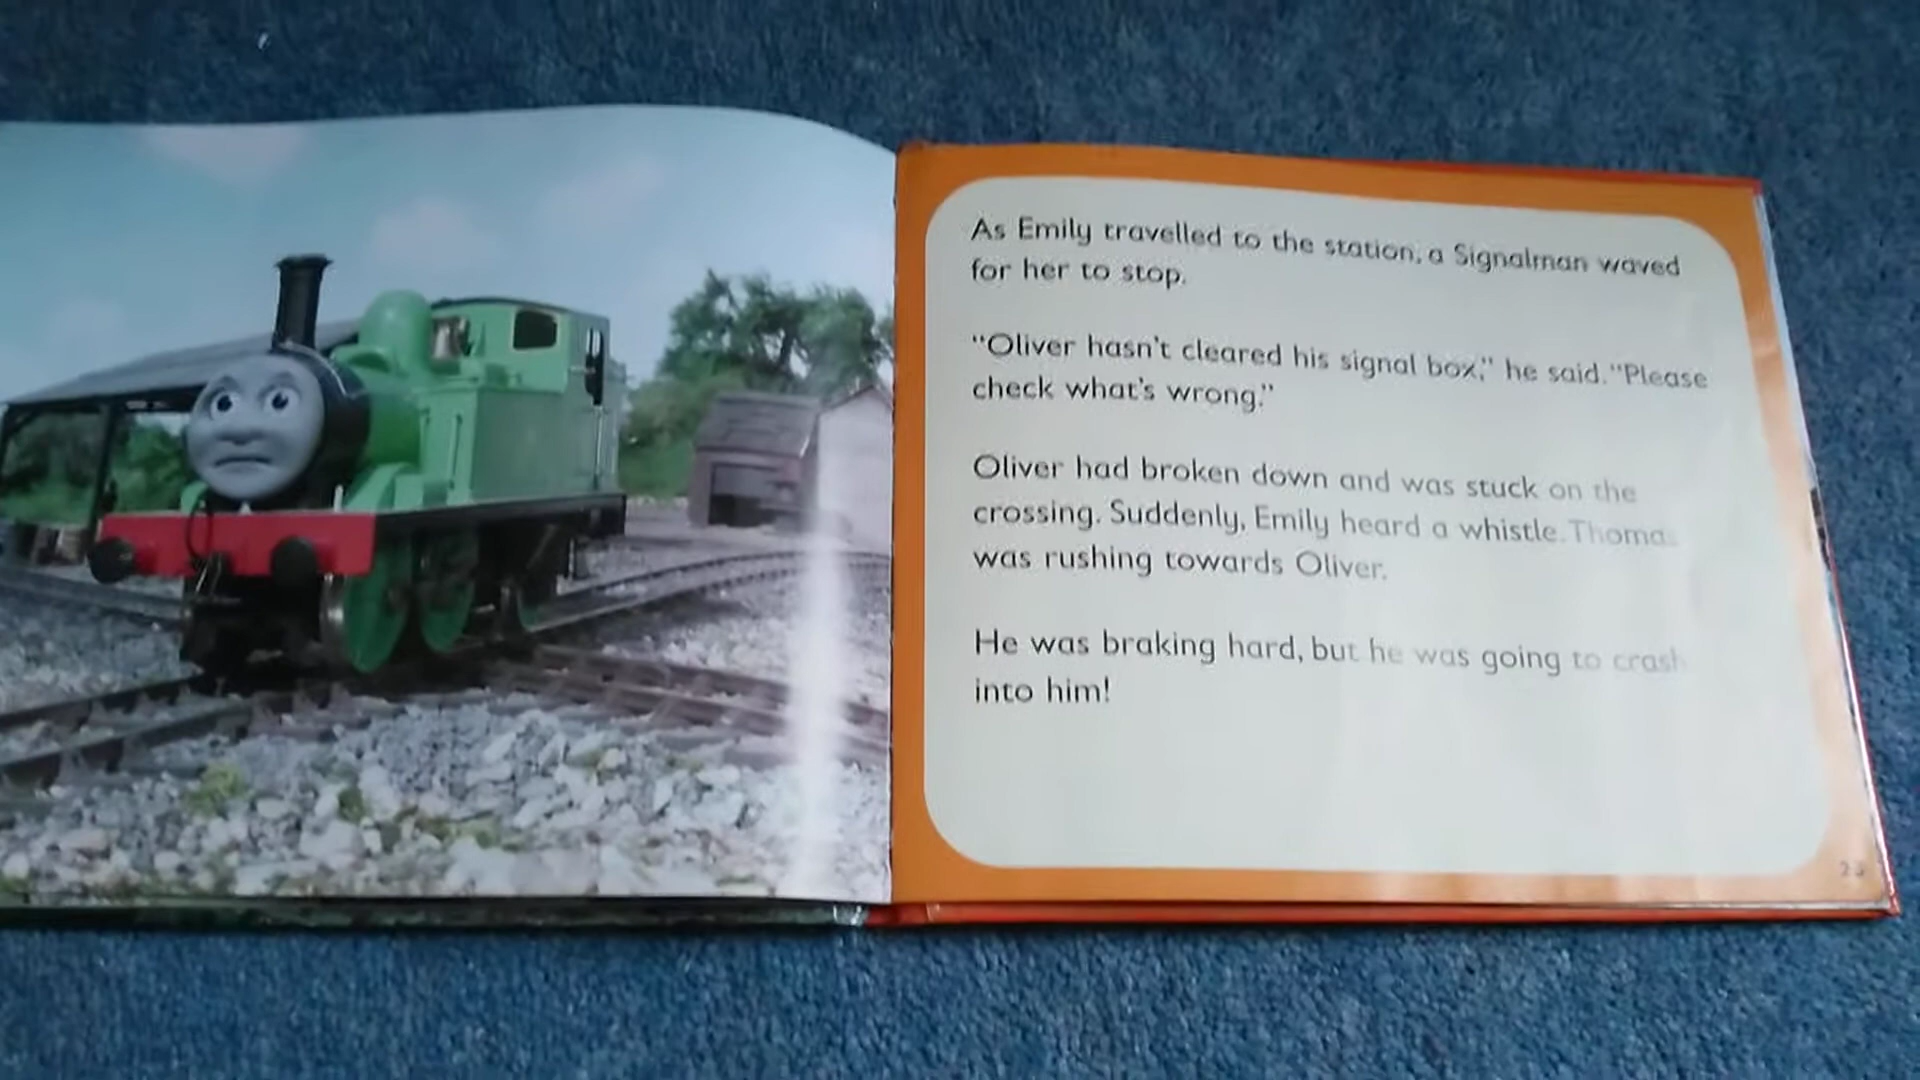 As Emily travelled to the station, a Signalman waved
for her to stop.
"Oliver hasn't cleared his signal box," he said. "Please
check what's wrong."
Oliver had broken down and was stuck on the
crossing. Suddenly, Emily heard a whistle. Thomas
was rushing towards Oliver.
He was braking hard, but he was going to crash
into him!